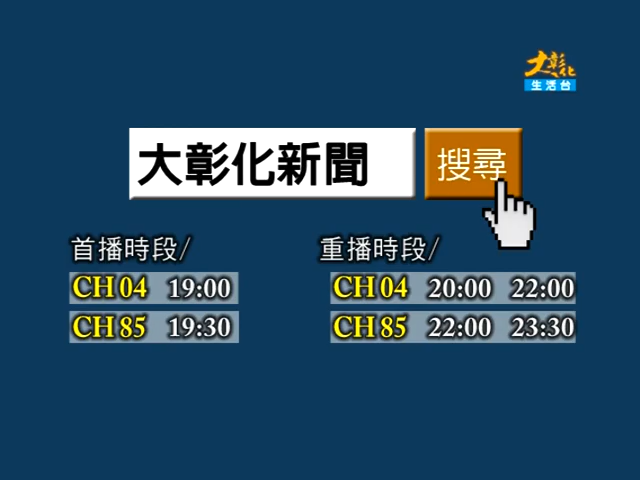 大彰化
生活台
大彰化新聞 搜尋
首播時段/ 重播時段/
CH 04 19:00 CH 04 20:00 22:00
CH 85 19:30 CH 85 22:00 23:30